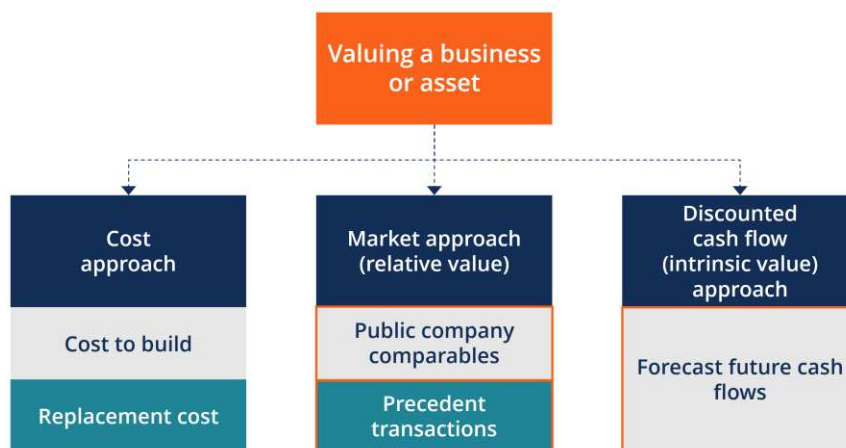 Valuing a business
or asset
Cost
approach
Market approach
(relative value)
Discounted
cash flow
(intrinsic value)
approach
Cost to build
Public company
comparables
Forecast future cash
flows
Replacement cost
Precedent
transactions